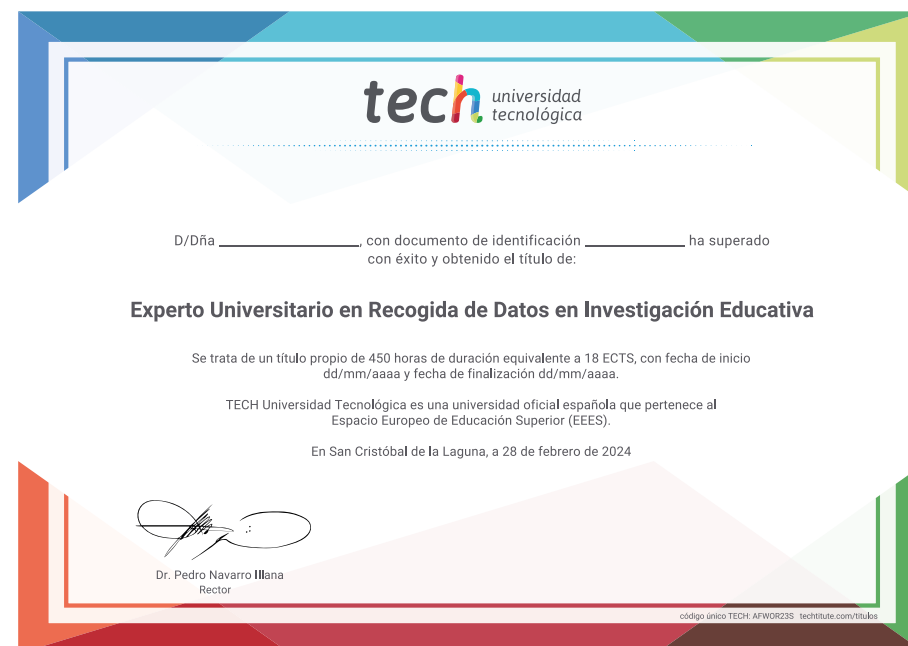 tech universidad
tecnológica
D/Dña ____________________, con documento de identificación ______________ ha superado
con éxito y obtenido el título de:
Experto Universitario en Recogida de Datos en Investigación Educativa
Se trata de un título propio de 450 horas de duración equivalente a 18 ECTS, con fecha de inicio
dd/mm/aaaa y fecha de finalización dd/mm/aaaa.
TECH Universidad Tecnológica es una universidad oficial española que pertenece al
Espacio Europeo de Educación Superior (EEES).
En San Cristóbal de la Laguna, a 28 de febrero de 2024
Dr. Pedro Navarro Illana
Rector
código único TECH: AFWOR23S techtitute.com/titulos